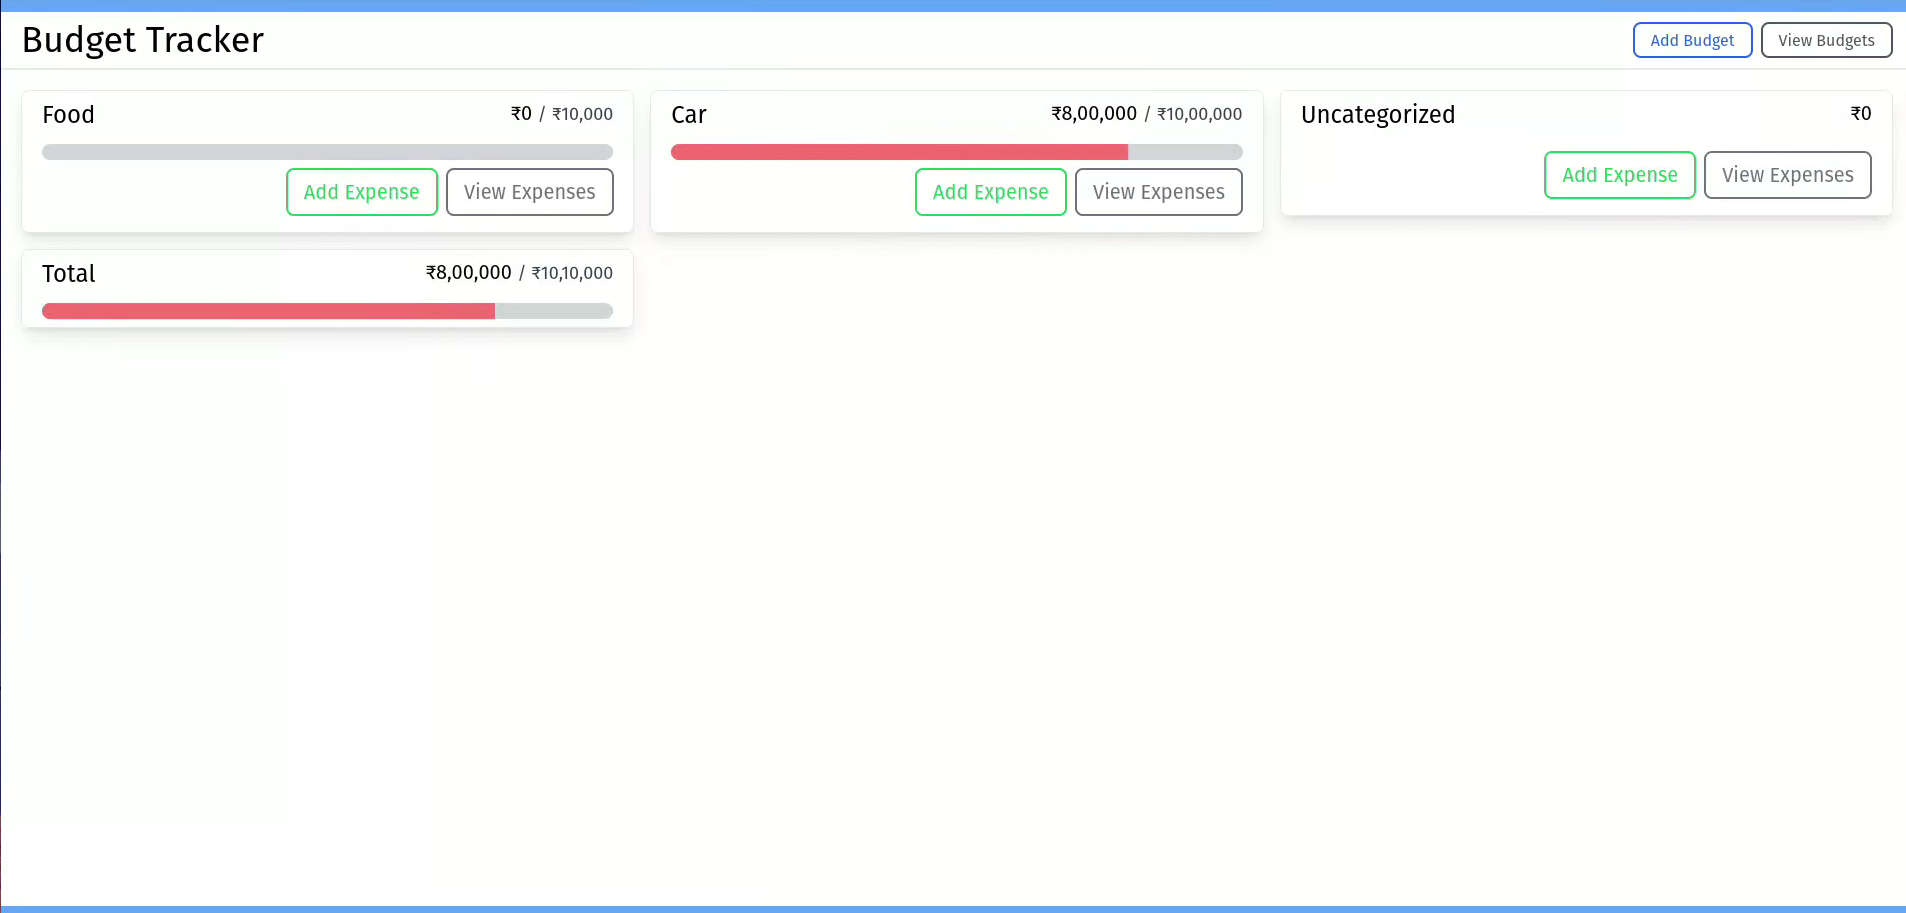 Budget Tracker
Add Budget
View Budgets
Food
₹0 / ₹10,000
Add Expense
View Expenses
Car
₹8,00,000 / ₹10,00,000
Add Expense
View Expenses
Uncategorized
₹0
Add Expense
View Expenses
Total
₹8,00,000 / ₹10,10,000